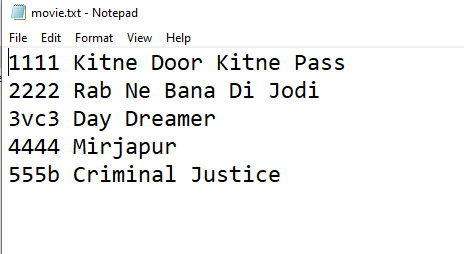 movie.txt - Notepad
File Edit Format View Help
1111 Kitne Door Kitne Pass
2222 Rab Ne Bana Di Jodi
3vc3 Day Dreamer
4444 Mirjapur
555b Criminal Justice